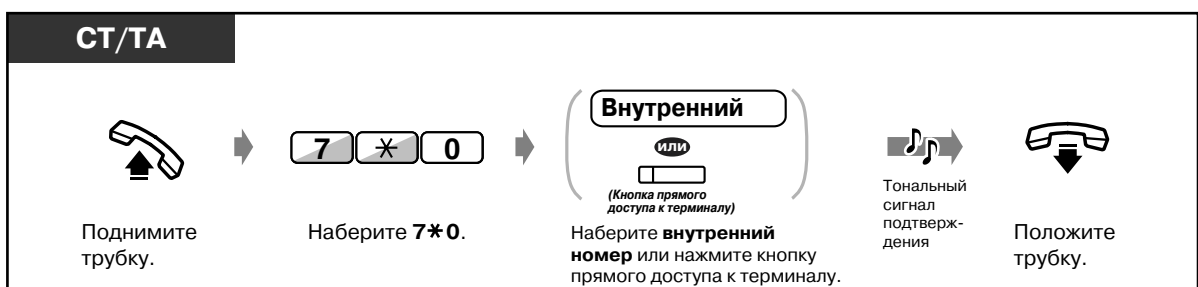 СТ/ТА
7 * 0
Внутренний
или
(Кнопка прямого
доступа к терминалу)
Тональный
сигнал
подтверж-
дения
Поднимите
трубку.
Наберите 7*0.
Наберите внутренний
номер или нажмите кнопку
прямого доступа к терминалу.
Положите
трубку.